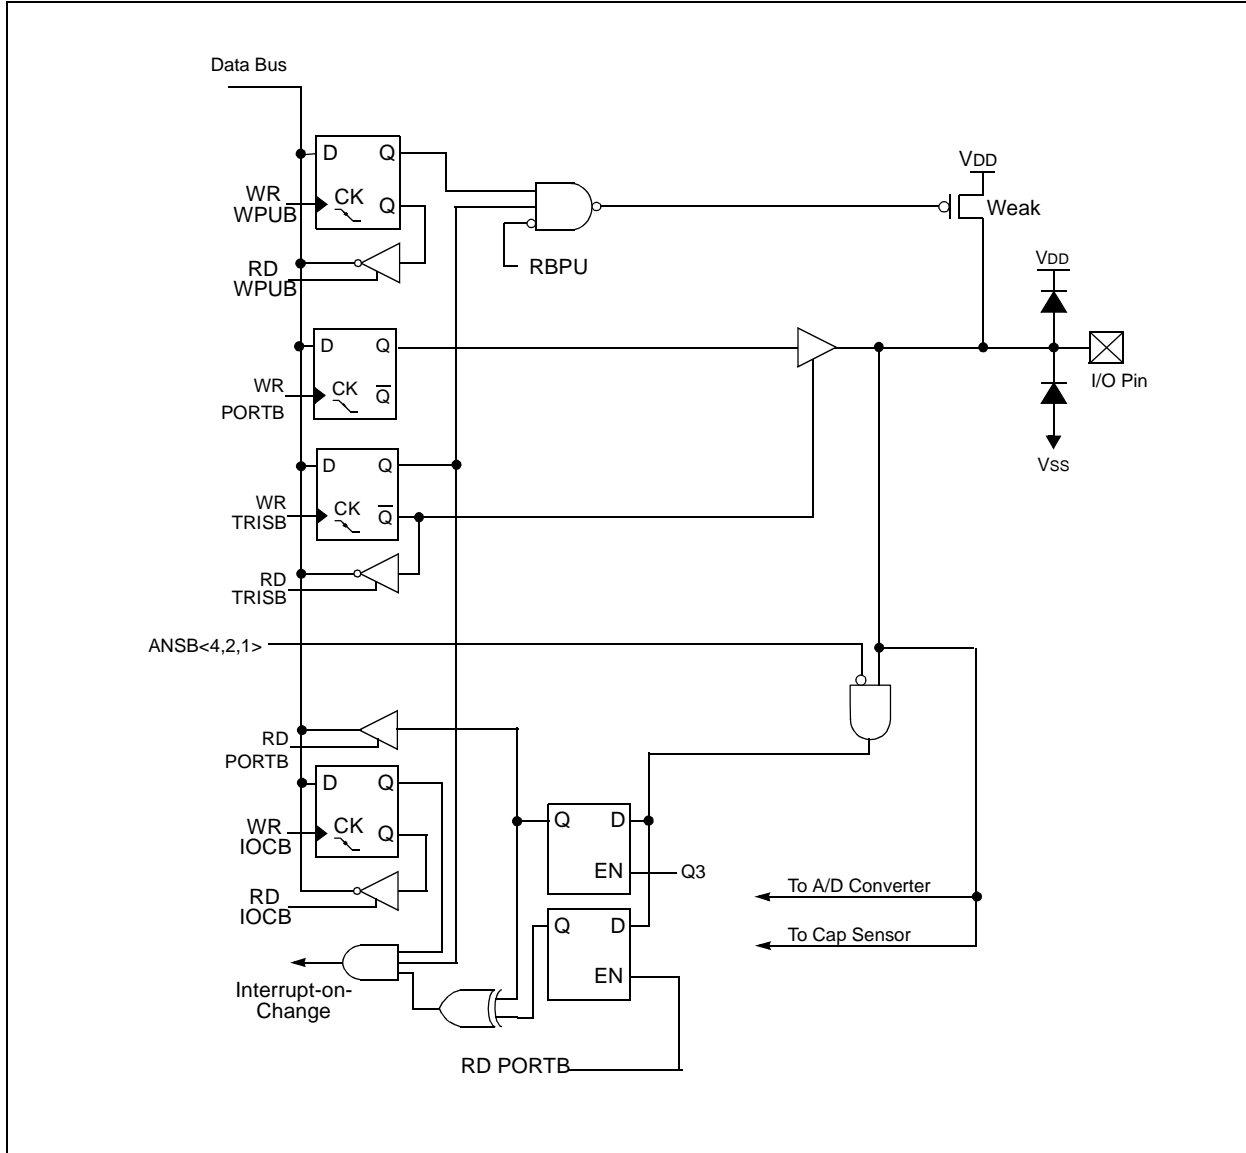 Data Bus
D Q
WR
WPUB
CK
Q
RD
WPUB
RBPU
VDD
Weak
VDD
I/O Pin
VSS
D Q
WR
PORTB
CK
Q
D Q
WR
TRISB
CK
Q
RD
TRISB
ANSB<4,2,1>
RD
PORTB
D Q
WR
IOCB
CK
Q
RD
IOCB
Q D
EN
Q3
Q D
EN
To A/D Converter
To Cap Sensor
Interrupt-on-
Change
RD PORTB